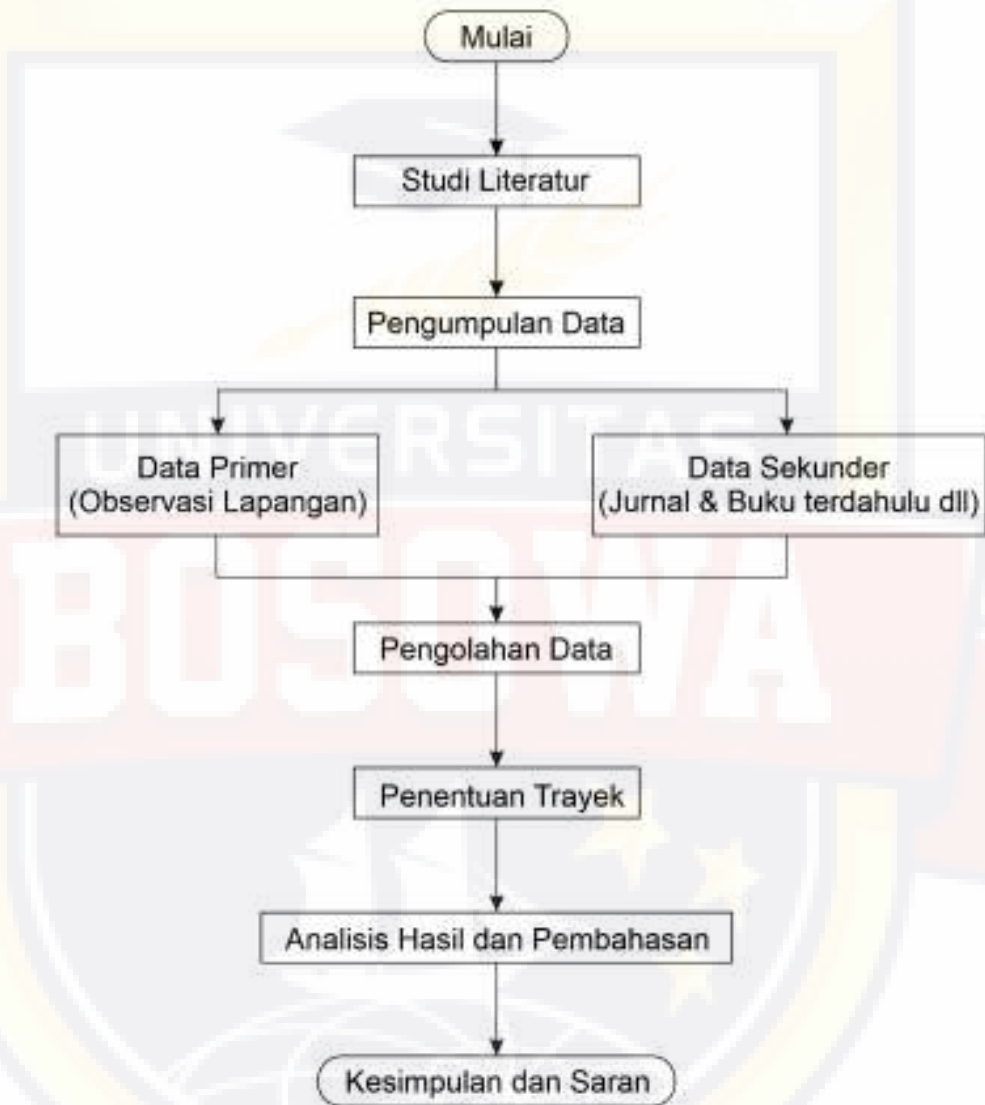 Mulai
Studi Literatur
Pengumpulan Data
UNIVERSITAS
Data Primer
(Observasi Lapangan)
Data Sekunder
(Jurnal & Buku terdahulu dll)
BOSOWA
Pengolahan Data
Penentuan Trayek
Analisis Hasil dan Pembahasan
Kesimpulan dan Saran